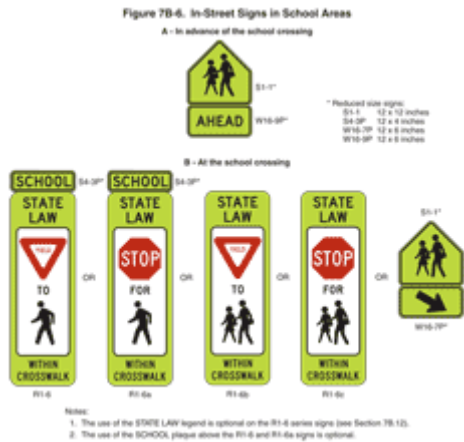 Figure 7B-6. In-Street Signs in School Areas
A - In advance of the school crossing
S1-1*
AHEAD
W16-9P*
* Reduced size signs:
S1-1 12 x 12 inches
S4-3P 12 x 4 inches
W16-7P 12 x 6 inches
W16-9P 12 x 6 inches
B - At the school crossing
SCHOOL
S4-3P*
STATE
LAW
YIELD
TO
WITHIN
CROSSWALK
R1-6
OR
SCHOOL
S4-3P*
STATE
LAW
STOP
FOR
WITHIN
CROSSWALK
R1-6a
OR
STATE
LAW
YIELD
TO
WITHIN
CROSSWALK
R1-6b
OR
STATE
LAW
STOP
FOR
WITHIN
CROSSWALK
R1-6c
OR
S1-1*
W16-7P*
Notes:
1. The use of the STATE LAW legend is optional on the R1-6 series signs (see Section 7B.12).
2. The use of the SCHOOL plaque above the R1-6 and R1-6a signs is optional.